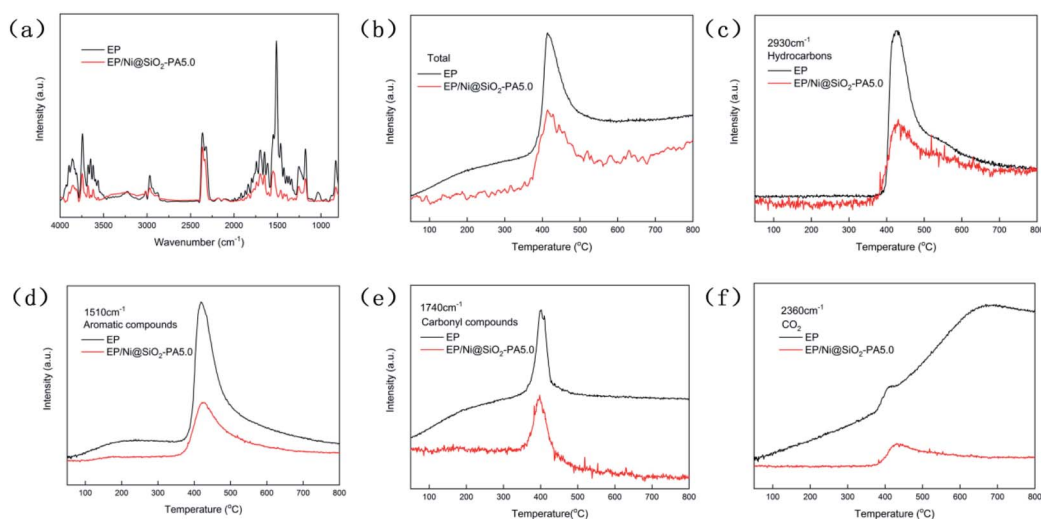 (a)
EP
EP/Ni@SiO₂-PA5.0
Intensity (a.u.)
4000 3500 3000 2500 2000 1500 1000
Wavenumber (cm⁻¹)
(b)
Total
EP
EP/Ni@SiO₂-PA5.0
Intensity (a.u.)
100 200 300 400 500 600 700 800
Temperature (°C)
(c)
2930cm⁻¹
Hydrocarbons
EP
EP/Ni@SiO₂-PA5.0
Intensity (a.u.)
100 200 300 400 500 600 700 800
Temperature (°C)
(d)
1510cm⁻¹
Aromatic compounds
EP
EP/Ni@SiO₂-PA5.0
Intensity (a.u.)
100 200 300 400 500 600 700 800
Temperature (°C)
(e)
1740cm⁻¹
Carbonyl compounds
EP
EP/Ni@SiO₂-PA5.0
Intensity (a.u.)
100 200 300 400 500 600 700 800
Temperature(°C)
(f)
2360cm⁻¹
CO₂
EP
EP/Ni@SiO₂-PA5.0
Intensity (a.u.)
100 200 300 400 500 600 700 800
Temperature (°C)